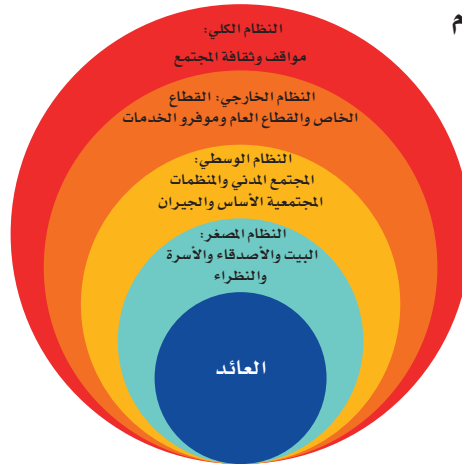 م
النظام الكلي:
مواقف وثقافة المجتمع
النظام الخارجي: القطاع
الخاص والقطاع العام وموفرو الخدمات
النظام الوسطي:
المجتمع المدني والمنظمات
المجتمعية الأساس والجيران
النظام المصغر:
البيت والأصدقاء والأسرة
والنظراء
العائد